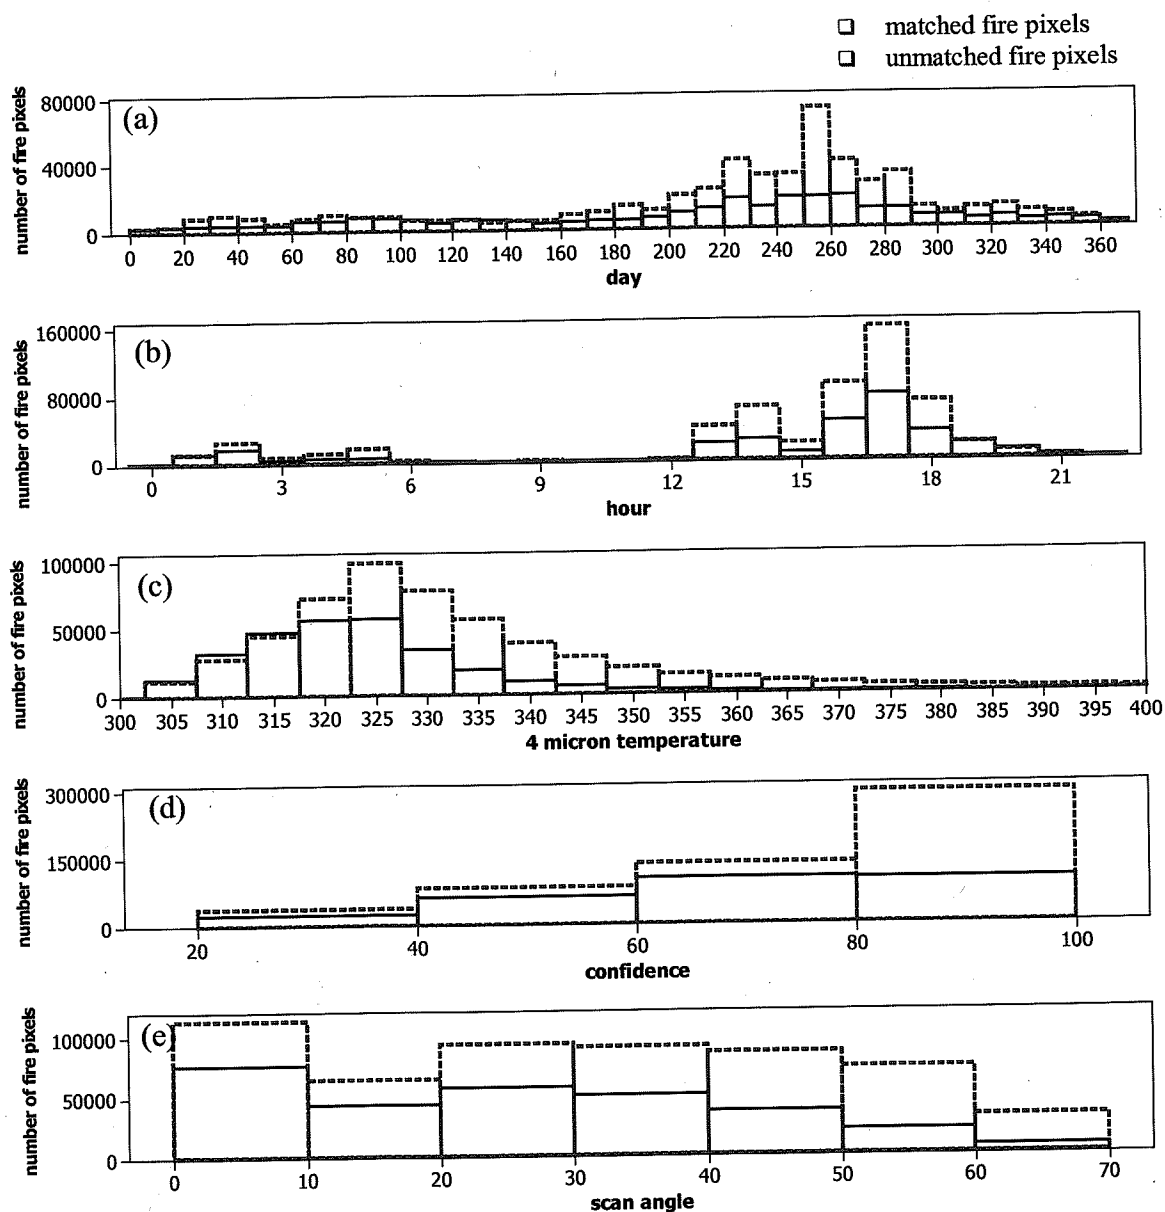 matched fire pixels
unmatched fire pixels
(a)
number of fire pixels
80000
40000
0
0 20 40 60 80 100 120 140 160 180 200 220 240 260 280 300 320 340 360
day
(b)
number of fire pixels
160000
80000
0
0 3 6 9 12 15 18 21
hour
(c)
number of fire pixels
100000
50000
0
300 305 310 315 320 325 330 335 340 345 350 355 360 365 370 375 380 385 390 395 400
4 micron temperature
(d)
number of fire pixels
300000
150000
0
20 40 60 80 100
confidence
(e)
number of fire pixels
100000
50000
0
0 10 20 30 40 50 60 70
scan angle